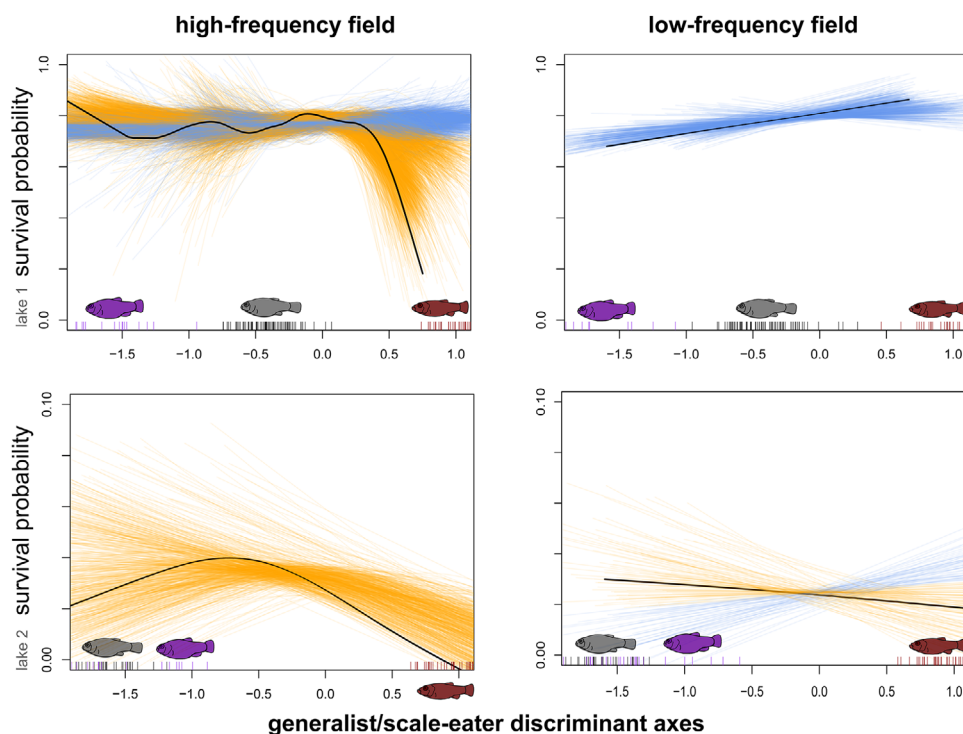 high-frequency field
low-frequency field
lake 1 survival probability
1.0
0.0
−1.5 −1.0 −0.5 0.0 0.5 1.0
1.0
0.0
−1.5 −1.0 −0.5 0.0 0.5 1.0
lake 2 survival probability
0.10
0.00
−1.5 −1.0 −0.5 0.0 0.5 1.0
0.10
0.00
−1.5 −1.0 −0.5 0.0 0.5 1.0
generalist/scale-eater discriminant axes